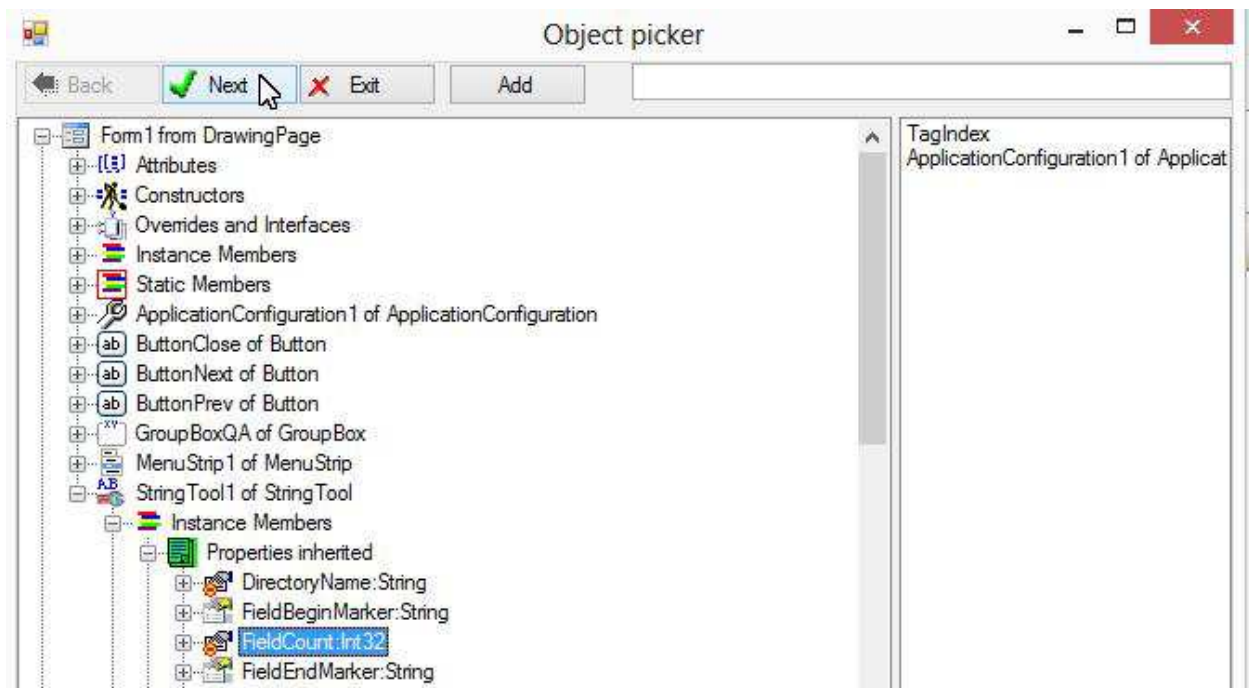 Object picker
Back Next Exit Add
Form1 from DrawingPage
Attributes
Constructors
Overrides and Interfaces
Instance Members
Static Members
ApplicationConfiguration1 of ApplicationConfiguration
ButtonClose of Button
ButtonNext of Button
ButtonPrev of Button
GroupBoxQA of GroupBox
MenuStrip1 of MenuStrip
StringTool1 of StringTool
Instance Members
Properties inherited
DirectoryName:String
FieldBeginMarker:String
FieldCount:Int32
FieldEndMarker:String
TagIndex
ApplicationConfiguration1 of Applicat